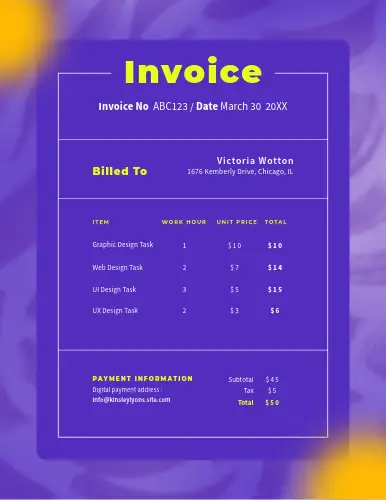 Invoice
Invoice No ABC123 / Date March 30 20XX
Billed To
Victoria Wotton
1676 Kemberly Drive, Chicago, IL
ITEM WORK HOUR UNIT PRICE TOTAL
Graphic Design Task 1 $10 $10
Web Design Task 2 $7 $14
UI Design Task 3 $5 $15
UX Design Task 2 $3 $6
PAYMENT INFORMATION
Digital payment address :
info@kinsleylyons.site.com
Subtotal $45
Tax $5
Total $50